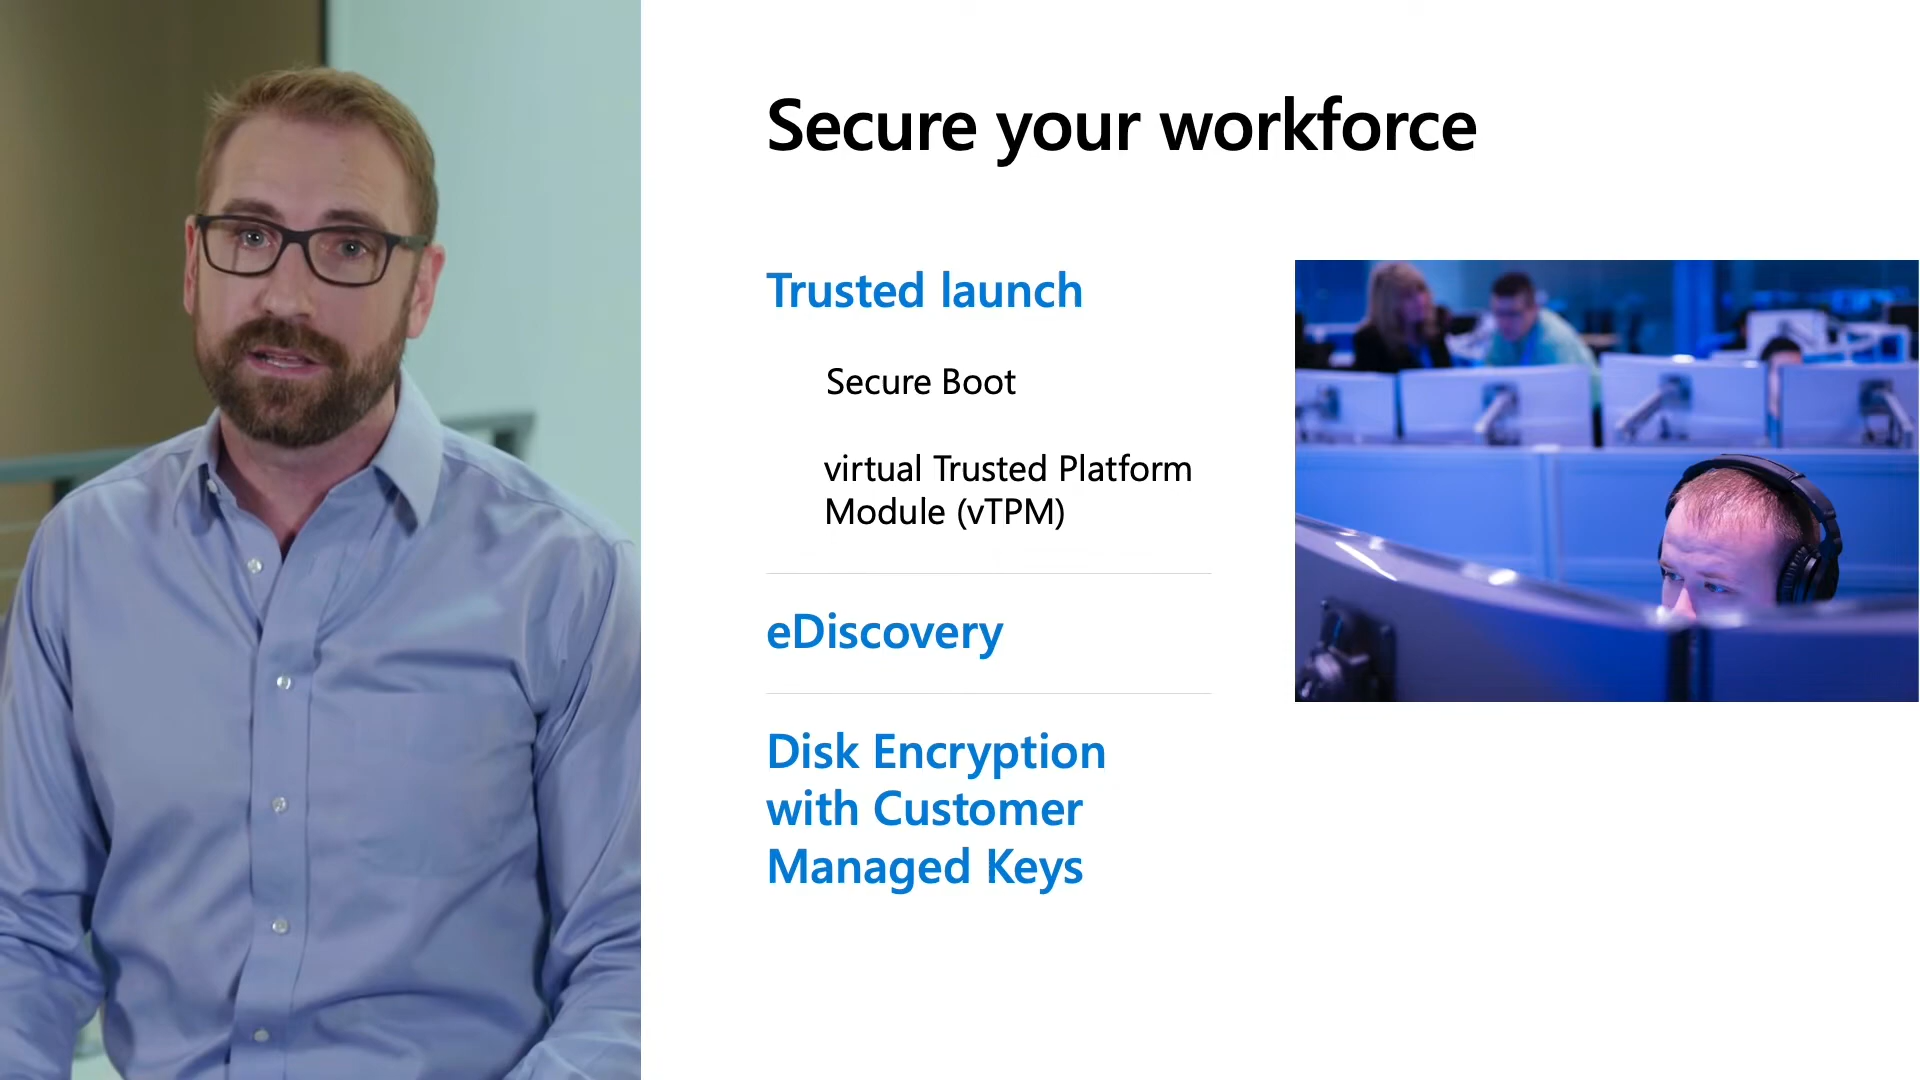 Secure your workforce
Trusted launch
Secure Boot
virtual Trusted Platform
Module (vTPM)
eDiscovery
Disk Encryption
with Customer
Managed Keys